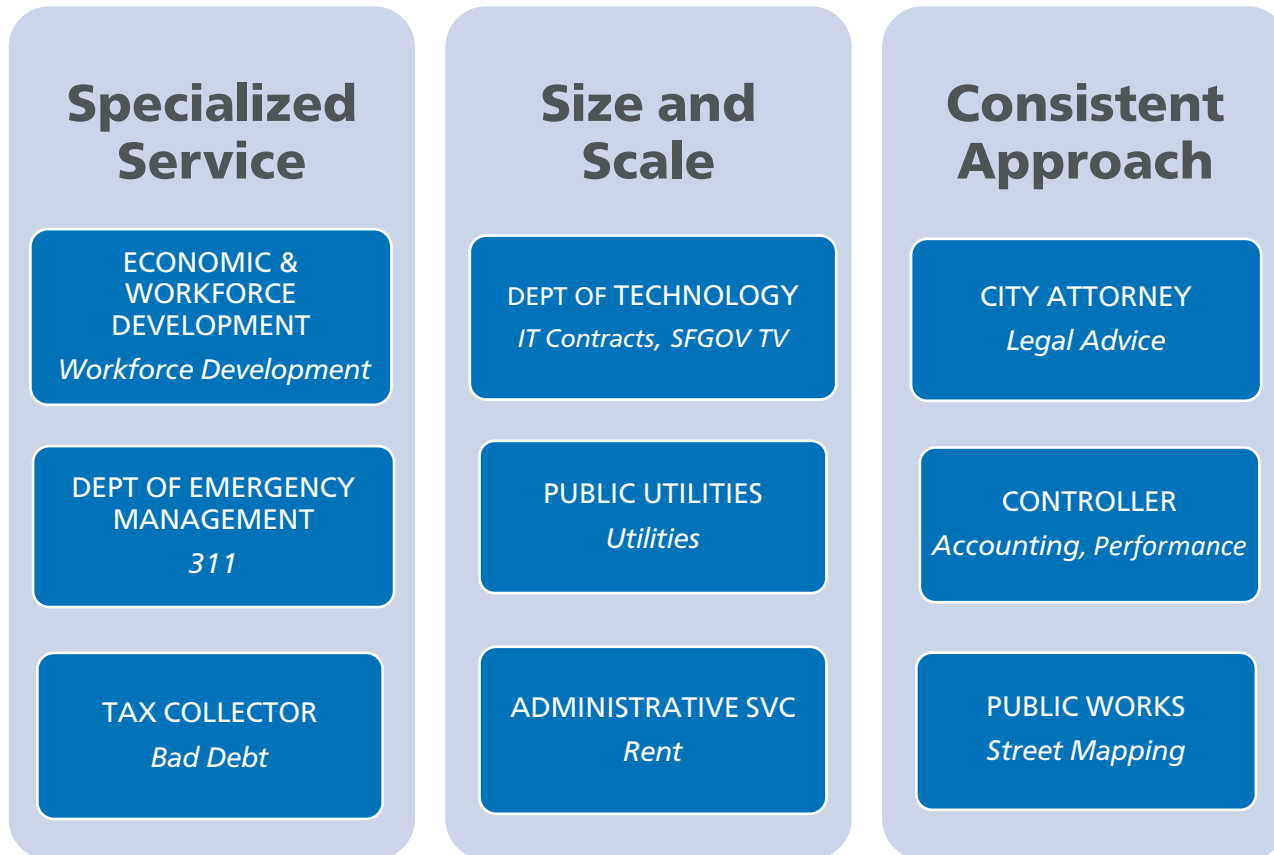 Specialized
Service
ECONOMIC &
WORKFORCE
DEVELOPMENT
Workforce Development
DEPT OF EMERGENCY
MANAGEMENT
311
TAX COLLECTOR
Bad Debt
Size and
Scale
DEPT OF TECHNOLOGY
IT Contracts, SFGOV TV
PUBLIC UTILITIES
Utilities
ADMINISTRATIVE SVC
Rent
Consistent
Approach
CITY ATTORNEY
Legal Advice
CONTROLLER
Accounting, Performance
PUBLIC WORKS
Street Mapping